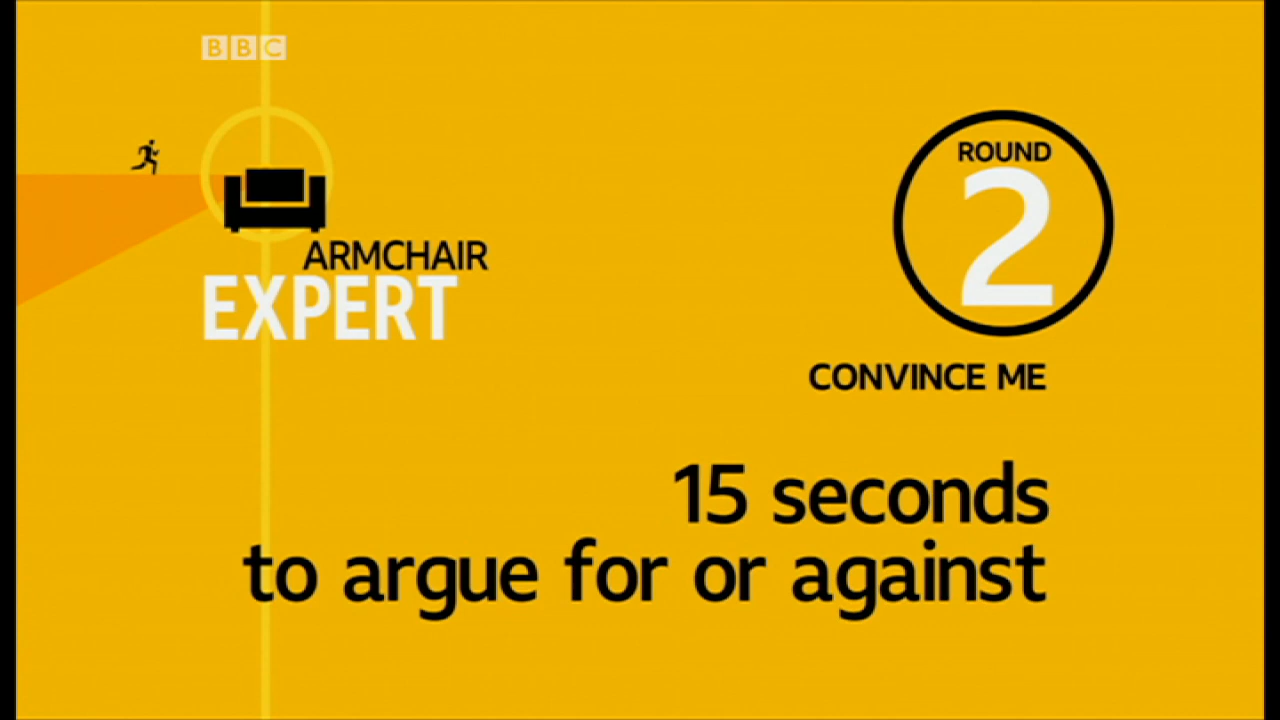 BBC
ARMCHAIR
EXPERT
ROUND
2
CONVINCE ME
15 seconds
to argue for or against